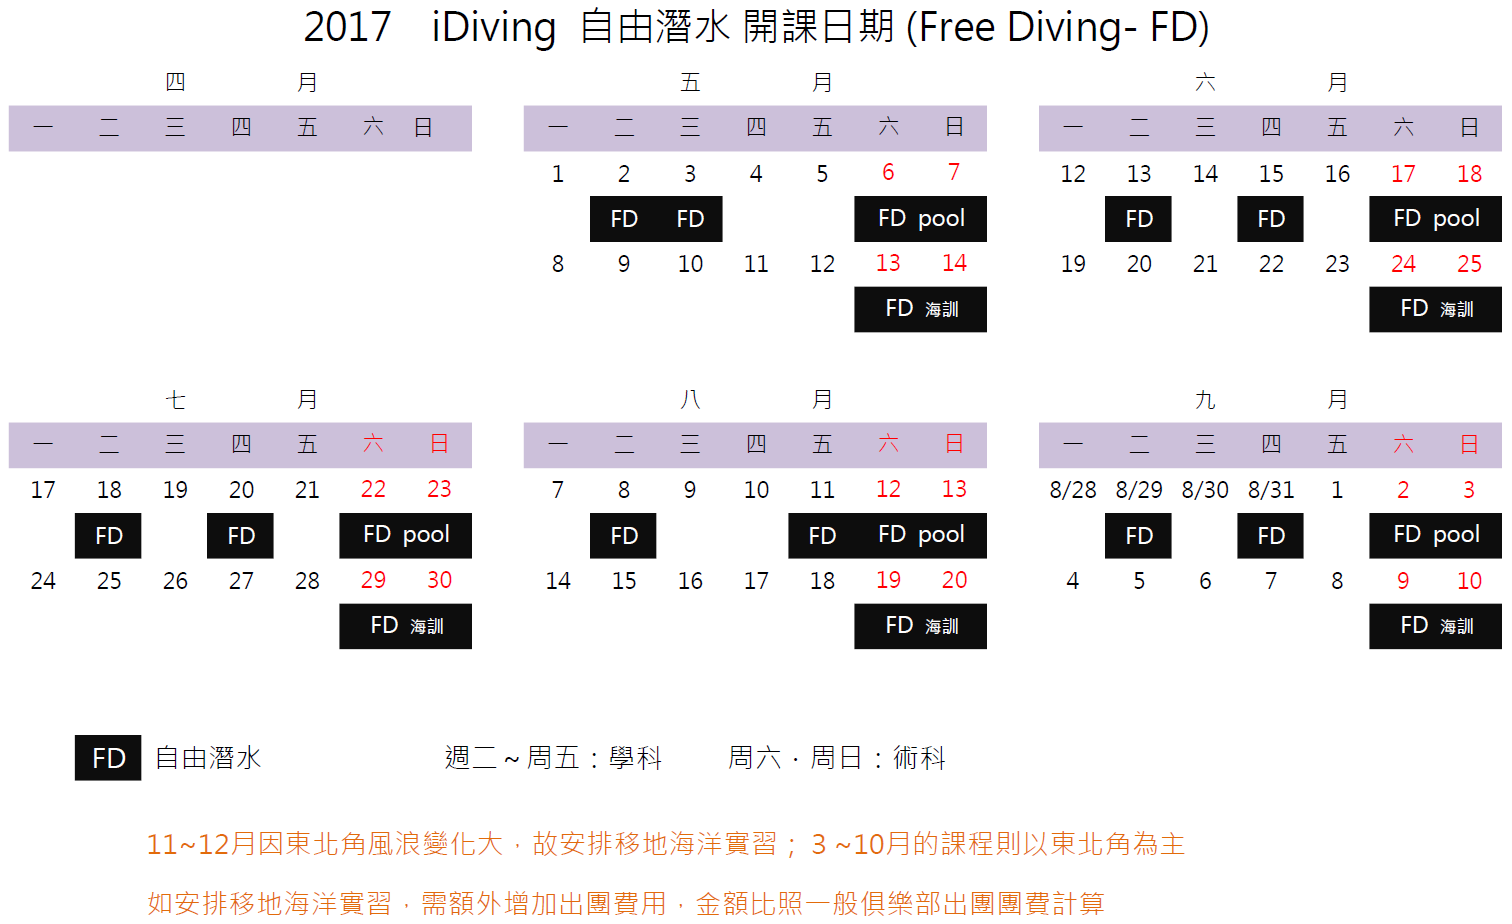 2017 iDiving 自由潛水 開課日期 (Free Diving- FD)
四 月
一 二 三 四 五 六 日
五 月
一 二 三 四 五 六 日
1 2 3 4 5 6 7
FD FD FD pool
8 9 10 11 12 13 14
FD 海訓
六 月
一 二 三 四 五 六 日
12 13 14 15 16 17 18
FD FD FD pool
19 20 21 22 23 24 25
FD 海訓
七 月
一 二 三 四 五 六 日
17 18 19 20 21 22 23
FD FD FD pool
24 25 26 27 28 29 30
FD 海訓
八 月
一 二 三 四 五 六 日
7 8 9 10 11 12 13
FD FD FD pool
14 15 16 17 18 19 20
FD 海訓
九 月
一 二 三 四 五 六 日
8/28 8/29 8/30 8/31 1 2 3
FD FD FD pool
4 5 6 7 8 9 10
FD 海訓
FD 自由潛水 週二~周五：學科 周六．周日：術科
11~12月因東北角風浪變化大，故安排移地海洋實習； 3 ~10月的課程則以東北角為主
如安排移地海洋實習，需額外增加出團費用，金額比照一般俱樂部出團團費計算